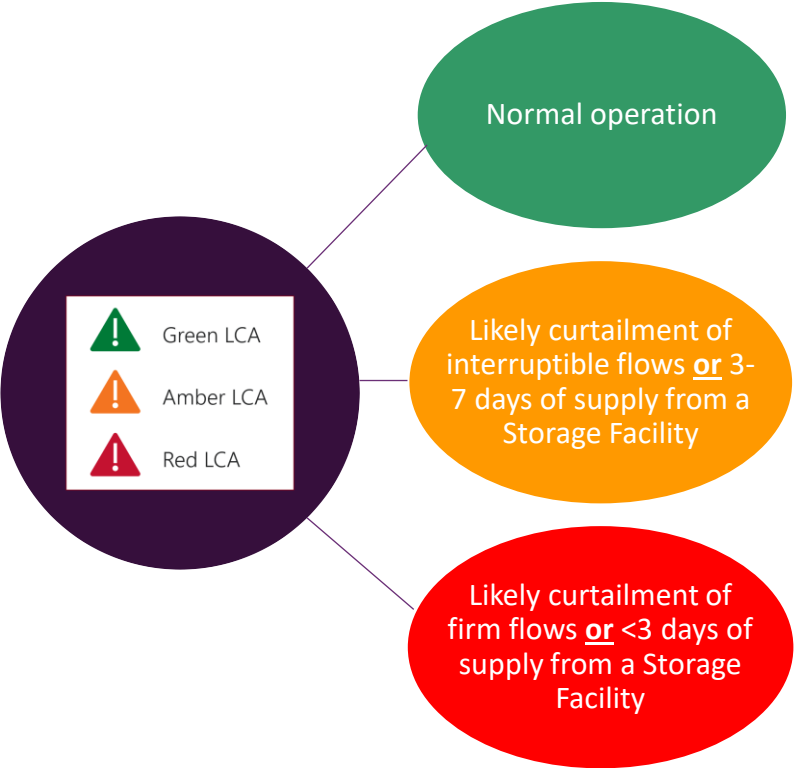 Normal operation
Green LCA
Amber LCA
Red LCA
Likely curtailment of
interruptible flows or 3-
7 days of supply from a
Storage Facility
Likely curtailment of
firm flows or <3 days of
supply from a Storage
Facility